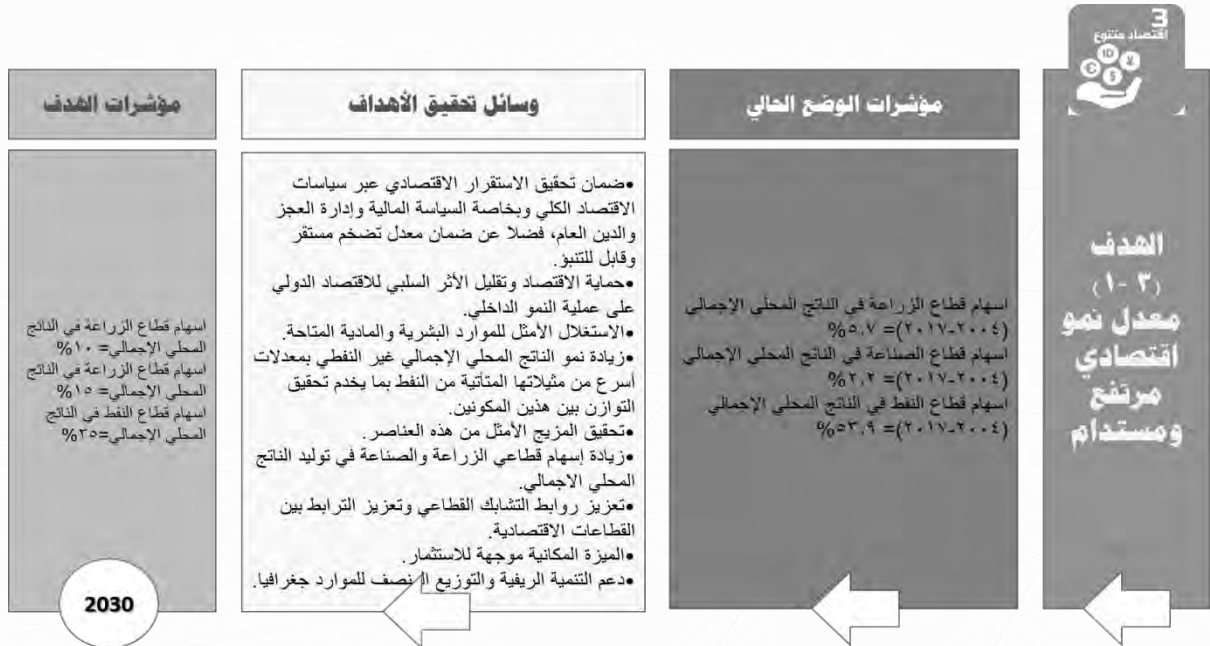 3
اقتصاد متنوع
الهدف
(٣ -١)
معدل نمو
اقتصادي
مرتفع
ومستدام
مؤشرات الوضع الحالي
اسهام قطاع الزراعة في الناتج المحلي الإجمالي
(٢٠٠٤-٢٠١٧)= ٥.٧%
اسهام قطاع الصناعة في الناتج المحلي الإجمالي
(٢٠٠٤-٢٠١٧)= ٢.٢%
اسهام قطاع النفط في الناتج المحلي الإجمالي
(٢٠٠٤-٢٠١٧)= ٥٣.٩%
وسائل تحقيق الأهداف
•ضمان تحقيق الاستقرار الاقتصادي عبر سياسات
الاقتصاد الكلي وبخاصة السياسة المالية وإدارة العجز
والدين العام، فضلا عن ضمان معدل تضخم مستقر
وقابل للتنبؤ.
•حماية الاقتصاد وتقليل الأثر السلبي للاقتصاد الدولي
على عملية النمو الداخلي.
•الاستغلال الأمثل للموارد البشرية والمادية المتاحة.
•زيادة نمو الناتج المحلي الإجمالي غير النفطي بمعدلات
أسرع من مثيلاتها المتأتية من النفط بما يخدم تحقيق
التوازن بين هذين المكونين.
•تحقيق المزيج الأمثل من هذه العناصر.
•زيادة إسهام قطاعي الزراعة والصناعة في توليد الناتج
المحلي الاجمالي.
•تعزيز روابط التشابك القطاعي وتعزيز الترابط بين
القطاعات الاقتصادية.
•الميزة المكانية موجهة للاستثمار.
•دعم التنمية الريفية والتوزيع المنصف للموارد جغرافيا.
مؤشرات الهدف
اسهام قطاع الزراعة في الناتج
المحلي الإجمالي= ١٠%
اسهام قطاع الزراعة في الناتج
المحلي الإجمالي= ١٥%
اسهام قطاع النفط في الناتج
المحلي الإجمالي=٣٥%
2030